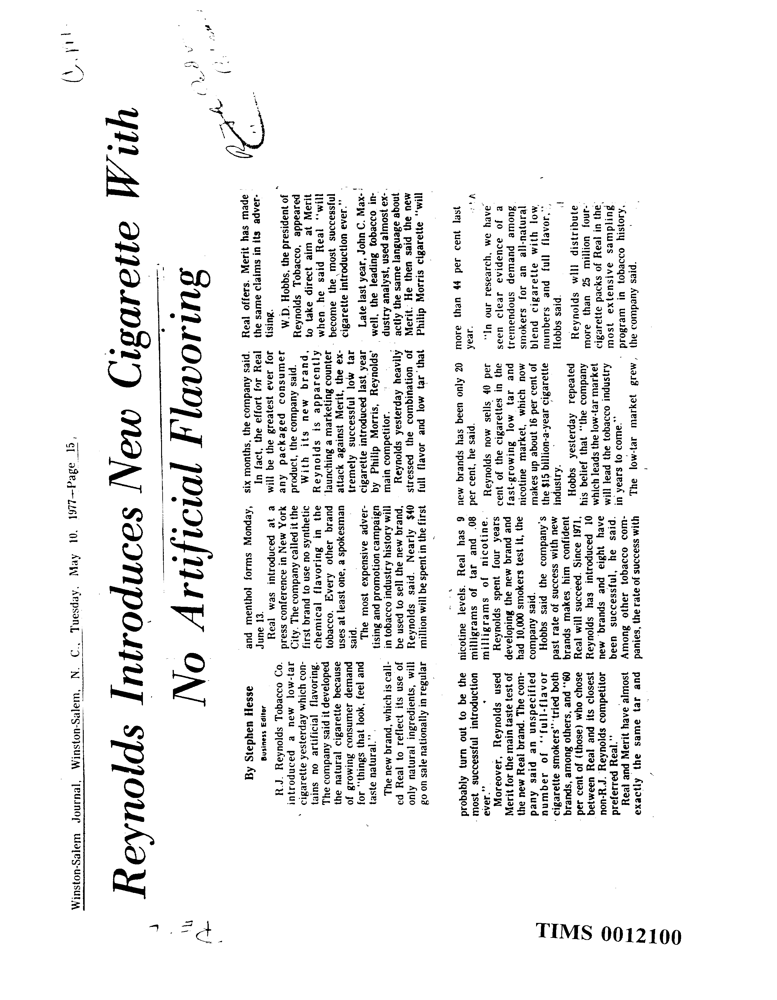 Winston-Salem Journal, Winston-Salem, N. C., Tuesday, May 10, 1977—Page 15
Reynolds Introduces New Cigarette With
No Artificial Flavoring
By Stephen Hesse
Business Editor
R.J. Reynolds Tobacco Co.
introduced a new low-tar
cigarette yesterday which con-
tains no artificial flavoring.
The company said it developed
the natural cigarette because
of growing consumer demand
for "things that look, feel and
taste natural."
The new brand, which is call-
ed Real to reflect its use of
only natural ingredients, will
go on sale nationally in regular
and menthol forms Monday,
June 13.
Real was introduced at a
press conference in New York
City. The company called it the
first brand to use no synthetic
chemical flavoring in the
tobacco. Every other brand
uses at least one, a spokesman
said.
The most expensive adver-
tising and promotion campaign
in tobacco industry history will
be used to sell the new brand,
Reynolds said. Nearly $40
million will be spent in the first
six months, the company said.
In fact, the effort for Real
will be the greatest ever for
any packaged consumer
product, the company said.
With its new brand,
Reynolds is apparently
launching a marketing counter
attack against Merit, the ex-
tremely successful low tar
cigarette introduced last year
by Philip Morris, Reynolds'
main competitor.
Reynolds yesterday heavily
stressed the combination of
full flavor and low tar that
Real offers. Merit has made
the same claims in its adver-
tising.
W.D. Hobbs, the president of
Reynolds Tobacco, appeared
to take direct aim at Merit
when he said Real "will
become the most successful
cigarette introduction ever."
Late last year, John C. Max-
well, the leading tobacco in-
dustry analyst, used almost ex-
actly the same language about
Merit. He then said the new
Philip Morris cigarette "will
probably turn out to be the
most successful introduction
ever."
Moreover, Reynolds used
Merit for the main taste test of
the new Real brand. The com-
pany said an unspecified
number of "full-flavor
cigarette smokers" tried both
brands, among others, and "60
per cent of (those) who chose
between Real and its closest
non-R.J. Reynolds competitor
preferred Real."
Real and Merit have almost
exactly the same tar and
nicotine levels. Real has 9
milligrams of tar and .08
milligrams of nicotine.
Reynolds spent four years
developing the new brand and
had 10,000 smokers test it, the
company said.
Hobbs said the company's
past rate of success with new
brands makes him confident
Real will succeed. Since 1971,
Reynolds has introduced 10
new brands and eight have
been successful, he said.
Among other tobacco com-
panies, the rate of success with
new brands has been only 20
per cent, he said.
Reynolds now sells 40 per
cent of the cigarettes in the
fast-growing low tar and
nicotine market, which now
makes up about 16 per cent of
the $15 billion-a-year cigarette
industry.
Hobbs yesterday repeated
his belief that "the company
which leads the low-tar market
will lead the tobacco industry
in years to come."
The low-tar market grew
more than 44 per cent last
year.
"In our research, we have
seen clear evidence of a
tremendous demand among
smokers for an all-natural
blend cigarette with low
numbers and full flavor,"
Hobbs said.
Reynolds will distribute
more than 25 million four-
cigarette packs of Real in the
most extensive sampling
program in tobacco history,
the company said.
TIMS 0012100